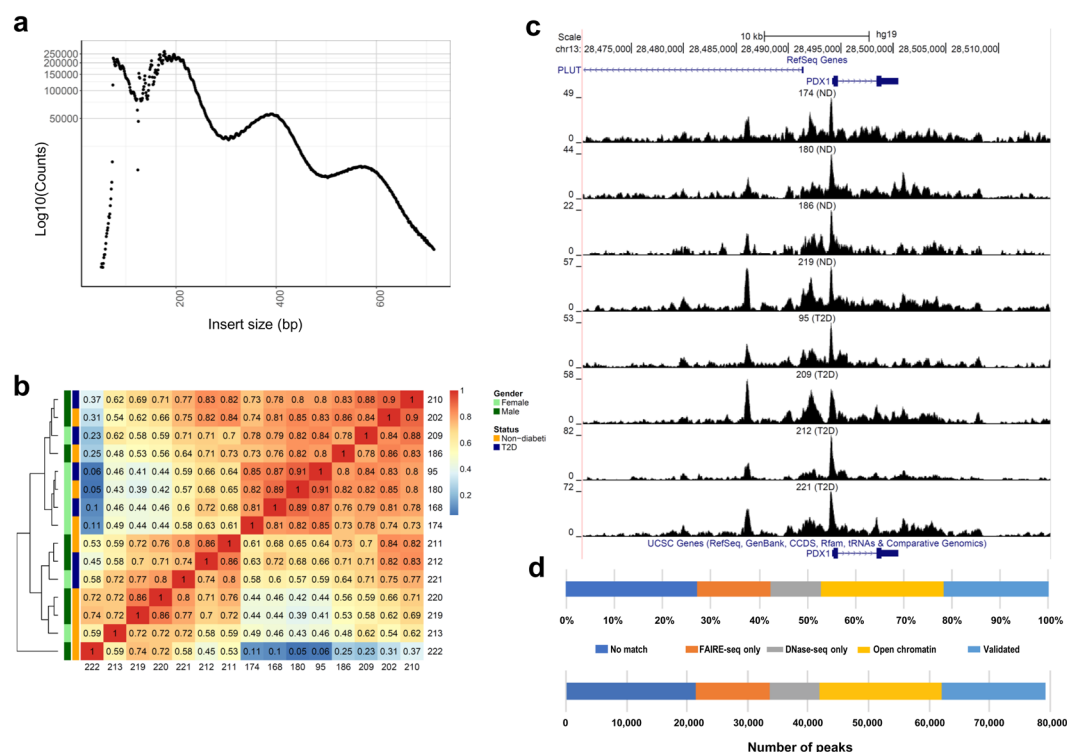 a
Log10(Counts)
250000
200000
150000
100000
50000
200
400
600
Insert size (bp)
b
0.37 0.62 0.69 0.71 0.77 0.83 0.82 0.73 0.78 0.8 0.8 0.83 0.88 0.9 1 210
0.31 0.54 0.62 0.66 0.75 0.82 0.84 0.74 0.82 0.85 0.83 0.86 0.84 1 0.9 202
0.23 0.62 0.58 0.59 0.71 0.71 0.7 0.78 0.79 0.82 0.84 0.78 1 0.84 0.88 209
0.25 0.48 0.53 0.56 0.64 0.71 0.73 0.73 0.76 0.82 0.8 1 0.78 0.86 0.83 186
0.06 0.46 0.41 0.44 0.59 0.66 0.64 0.85 0.87 0.91 1 0.8 0.84 0.83 0.8 95
0.05 0.43 0.39 0.42 0.57 0.68 0.65 0.82 0.89 1 0.91 0.82 0.82 0.85 0.8 180
0.1 0.46 0.44 0.46 0.6 0.72 0.68 0.81 1 0.89 0.87 0.76 0.79 0.82 0.78 168
0.11 0.49 0.44 0.44 0.58 0.63 0.61 1 0.81 0.82 0.85 0.73 0.78 0.74 0.73 174
0.53 0.59 0.72 0.76 0.8 0.86 1 0.61 0.68 0.65 0.64 0.73 0.7 0.84 0.82 211
0.45 0.58 0.7 0.71 0.74 1 0.86 0.63 0.72 0.68 0.66 0.71 0.71 0.82 0.83 212
0.58 0.72 0.77 0.8 1 0.74 0.8 0.58 0.6 0.57 0.59 0.64 0.71 0.75 0.77 221
0.72 0.72 0.86 1 0.8 0.71 0.76 0.44 0.46 0.42 0.44 0.56 0.59 0.66 0.71 220
0.74 0.72 1 0.86 0.77 0.7 0.72 0.44 0.44 0.39 0.41 0.53 0.58 0.62 0.69 219
0.59 1 0.72 0.72 0.72 0.58 0.59 0.49 0.46 0.43 0.46 0.48 0.62 0.54 0.62 213
1 0.59 0.74 0.72 0.58 0.45 0.53 0.11 0.1 0.05 0.06 0.25 0.23 0.31 0.37 222
222 213 219 220 221 212 211 174 168 180 95 186 209 202 210
1
0.8
0.6
0.4
0.2
Gender
Female
Male
Status
Non-diabeti
T2D
c
Scale 10 kb hg19
chr13: 28,475,000 28,480,000 28,485,000 28,490,000 28,495,000 28,500,000 28,505,000 28,510,000
RefSeq Genes
PLUT
PDX1
174 (ND)
49
0
180 (ND)
44
0
186 (ND)
22
0
219 (ND)
57
0
95 (T2D)
53
0
209 (T2D)
58
0
212 (T2D)
82
0
221 (T2D)
72
0
UCSC Genes (RefSeq, GenBank, CCDS, Rfam, tRNAs & Comparative Genomics)
PDX1
d
0% 10% 20% 30% 40% 50% 60% 70% 80% 90% 100%
No match FAIRE-seq only DNase-seq only Open chromatin Validated
0 10,000 20,000 30,000 40,000 50,000 60,000 70,000 80,000
Number of peaks